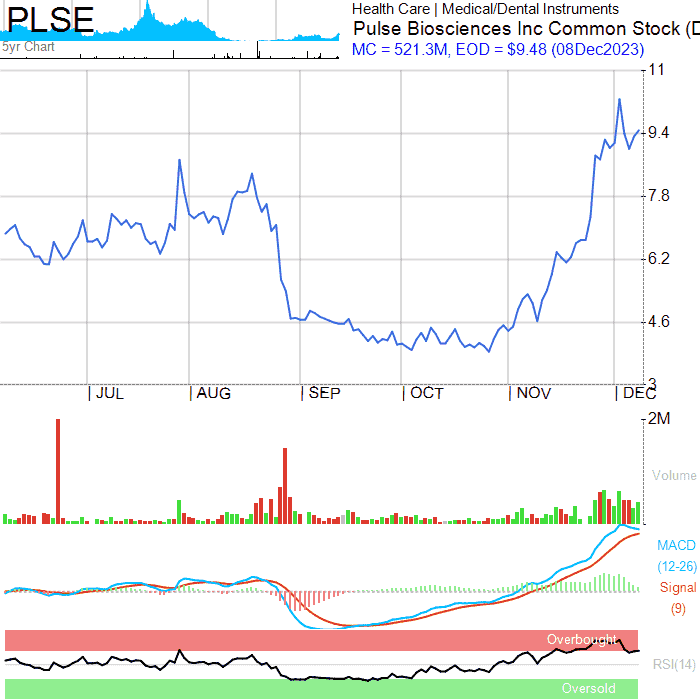 PLSE
5yr Chart
Health Care | Medical/Dental Instruments
Pulse Biosciences Inc Common Stock (D
MC = 521.3M, EOD = $9.48 (08Dec2023)
11
9.4
7.8
6.2
4.6
3
JUL AUG SEP OCT NOV DEC
2M
Volume
MACD
(12-26)
Signal
(9)
Overbought
RSI(14)
Oversold